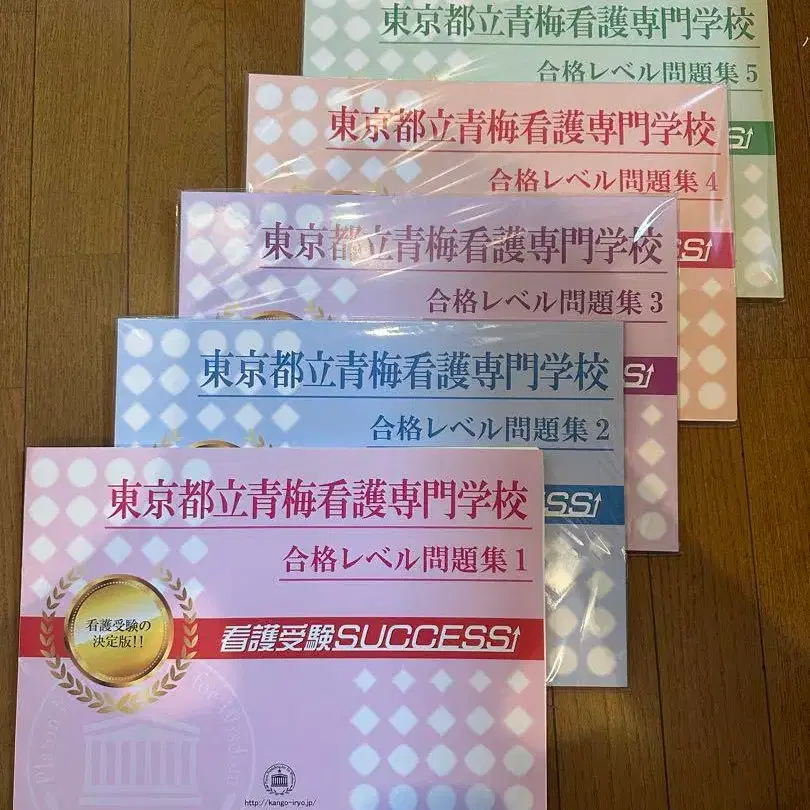 東京都立青梅看護専門学校
合格レベル問題集5
SS↑
東京都立青梅看護専門学校
合格レベル問題集4
ESS↑
東京都立青梅看護専門学校
合格レベル問題集3
SS↑
東京都立青梅看護専門学校
合格レベル問題集2
ESS↑
東京都立青梅看護専門学校
合格レベル問題集1
看護受験の
決定版!!
看護受験SUCCESS↑
http://kango-iryo.jp/